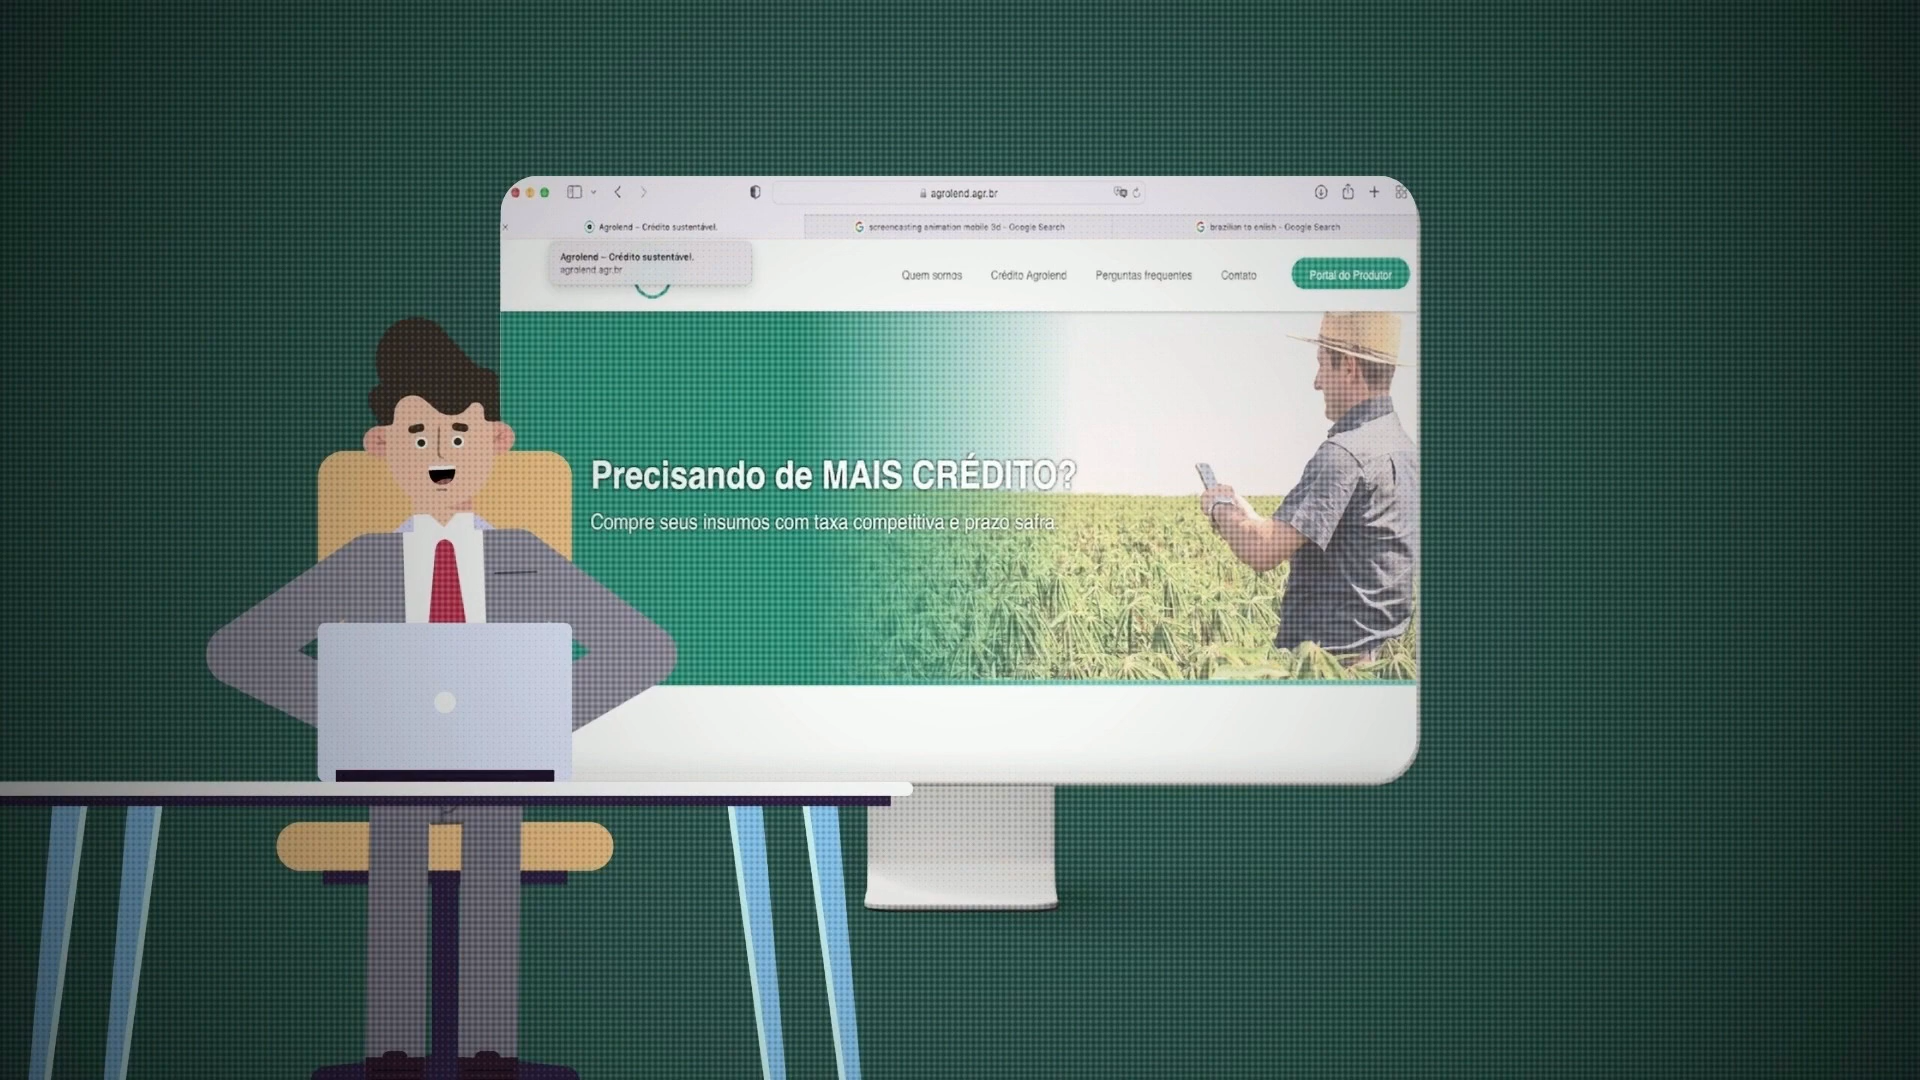 agrolend.agr.br
Agrolend – Crédito sustentável.
screencasting animation mobile 3d - Google Search
brazilian to enlish - Google Search
Agrolend – Crédito sustentável.
agrolend.agr.br
Quem somos
Crédito Agrolend
Perguntas frequentes
Contato
Portal do Produtor
Precisando de MAIS CRÉDITO?
Compre seus insumos com taxa competitiva e prazo safra.